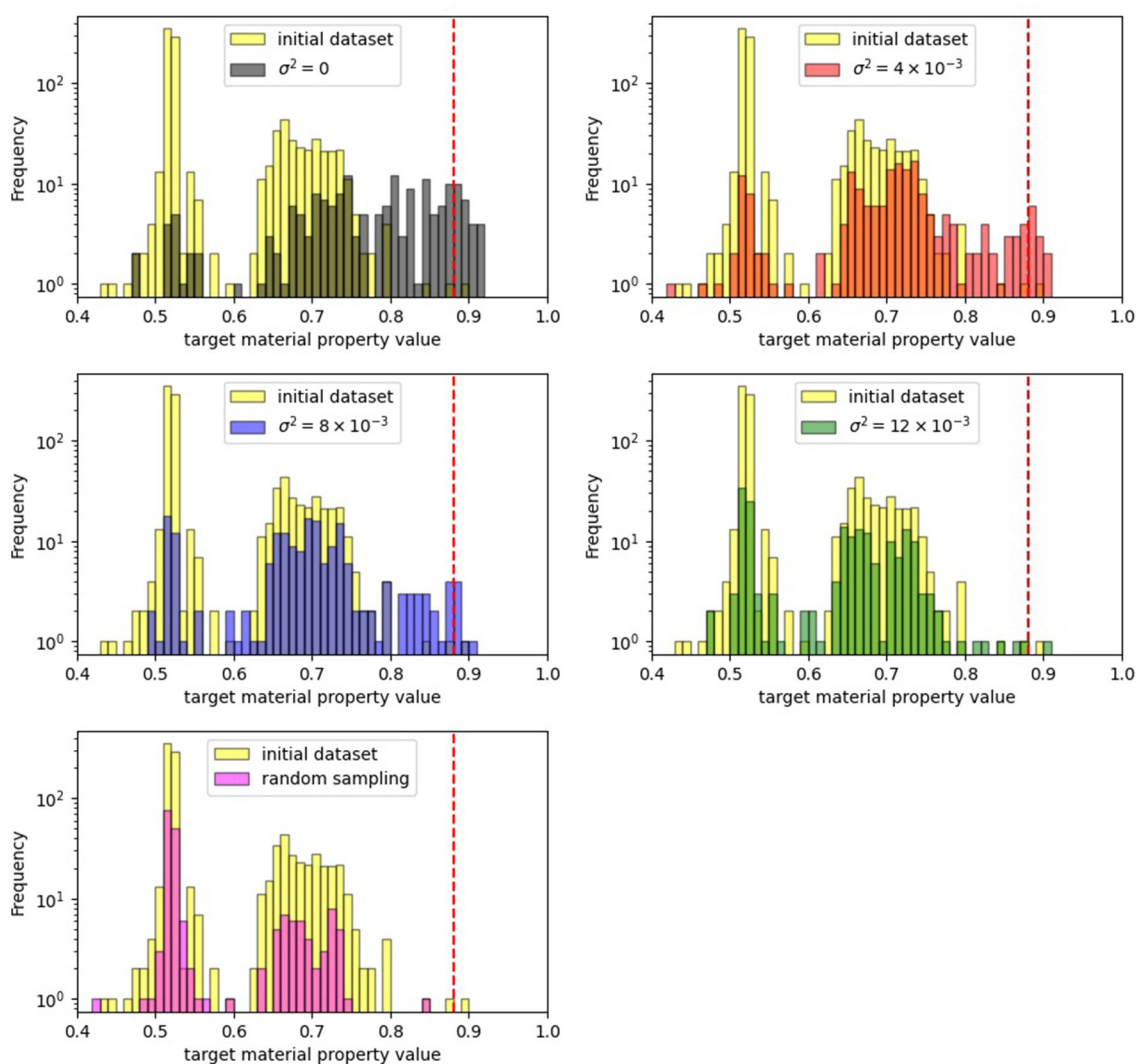 initial dataset
σ² = 0
10²
10¹
10⁰
Frequency
0.4 0.5 0.6 0.7 0.8 0.9 1.0
target material property value
initial dataset
σ² = 4 × 10⁻³
10²
10¹
10⁰
Frequency
0.4 0.5 0.6 0.7 0.8 0.9 1.0
target material property value
initial dataset
σ² = 8 × 10⁻³
10²
10¹
10⁰
Frequency
0.4 0.5 0.6 0.7 0.8 0.9 1.0
target material property value
initial dataset
σ² = 12 × 10⁻³
10²
10¹
10⁰
Frequency
0.4 0.5 0.6 0.7 0.8 0.9 1.0
target material property value
initial dataset
random sampling
10²
10¹
10⁰
Frequency
0.4 0.5 0.6 0.7 0.8 0.9 1.0
target material property value